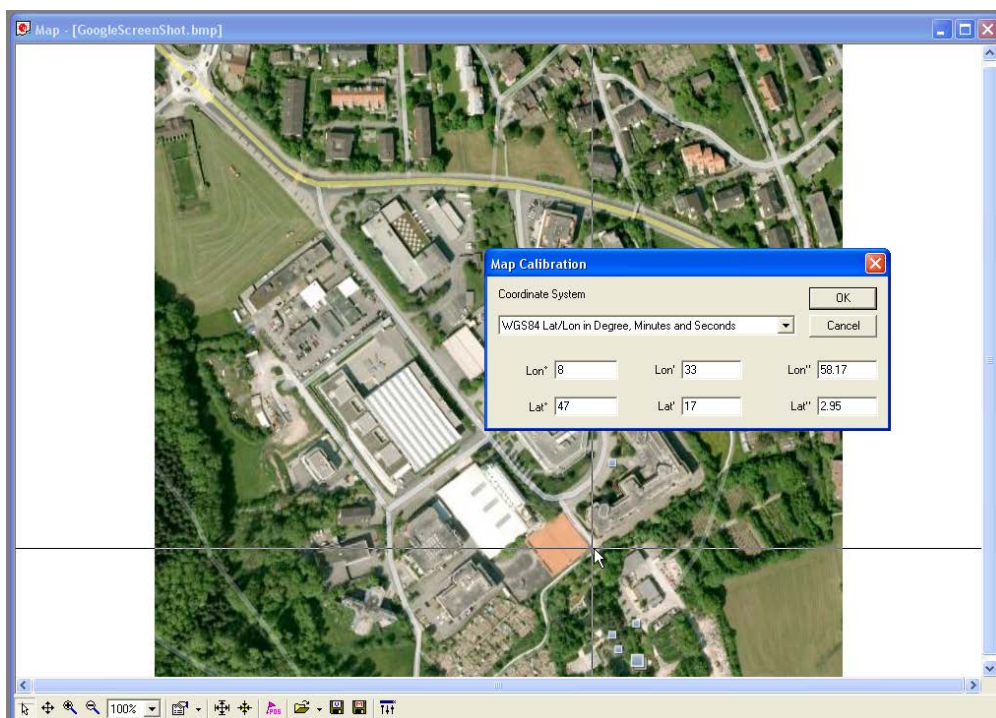 Map - [GoogleScreenShot.bmp]
Map Calibration
Coordinate System
OK
WGS84 Lat/Lon in Degree, Minutes and Seconds
Cancel
Lon° 8 Lon' 33 Lon'' 58.17
Lat° 47 Lat' 17 Lat'' 2.95
100%
POS